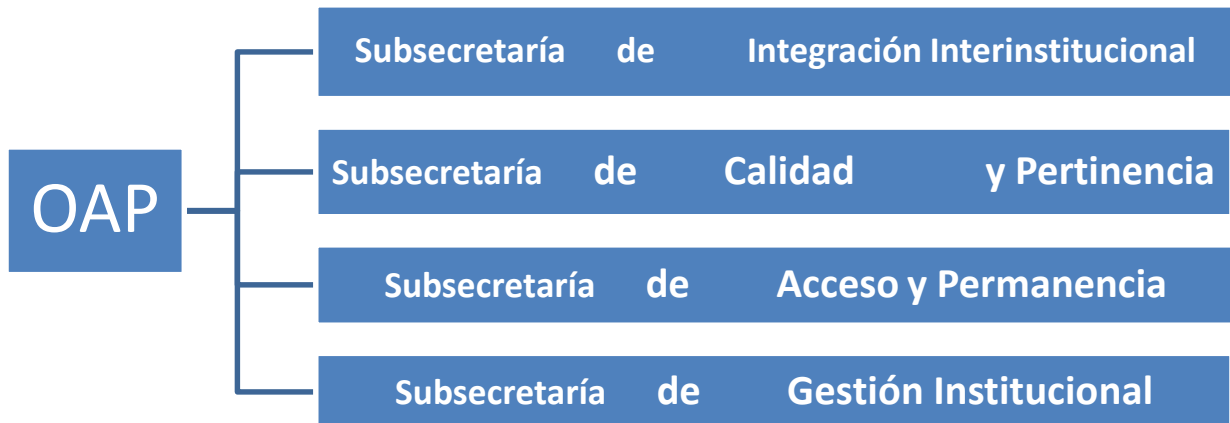 OAP
Subsecretaría de Integración Interinstitucional
Subsecretaría de Calidad y Pertinencia
Subsecretaría de Acceso y Permanencia
Subsecretaría de Gestión Institucional